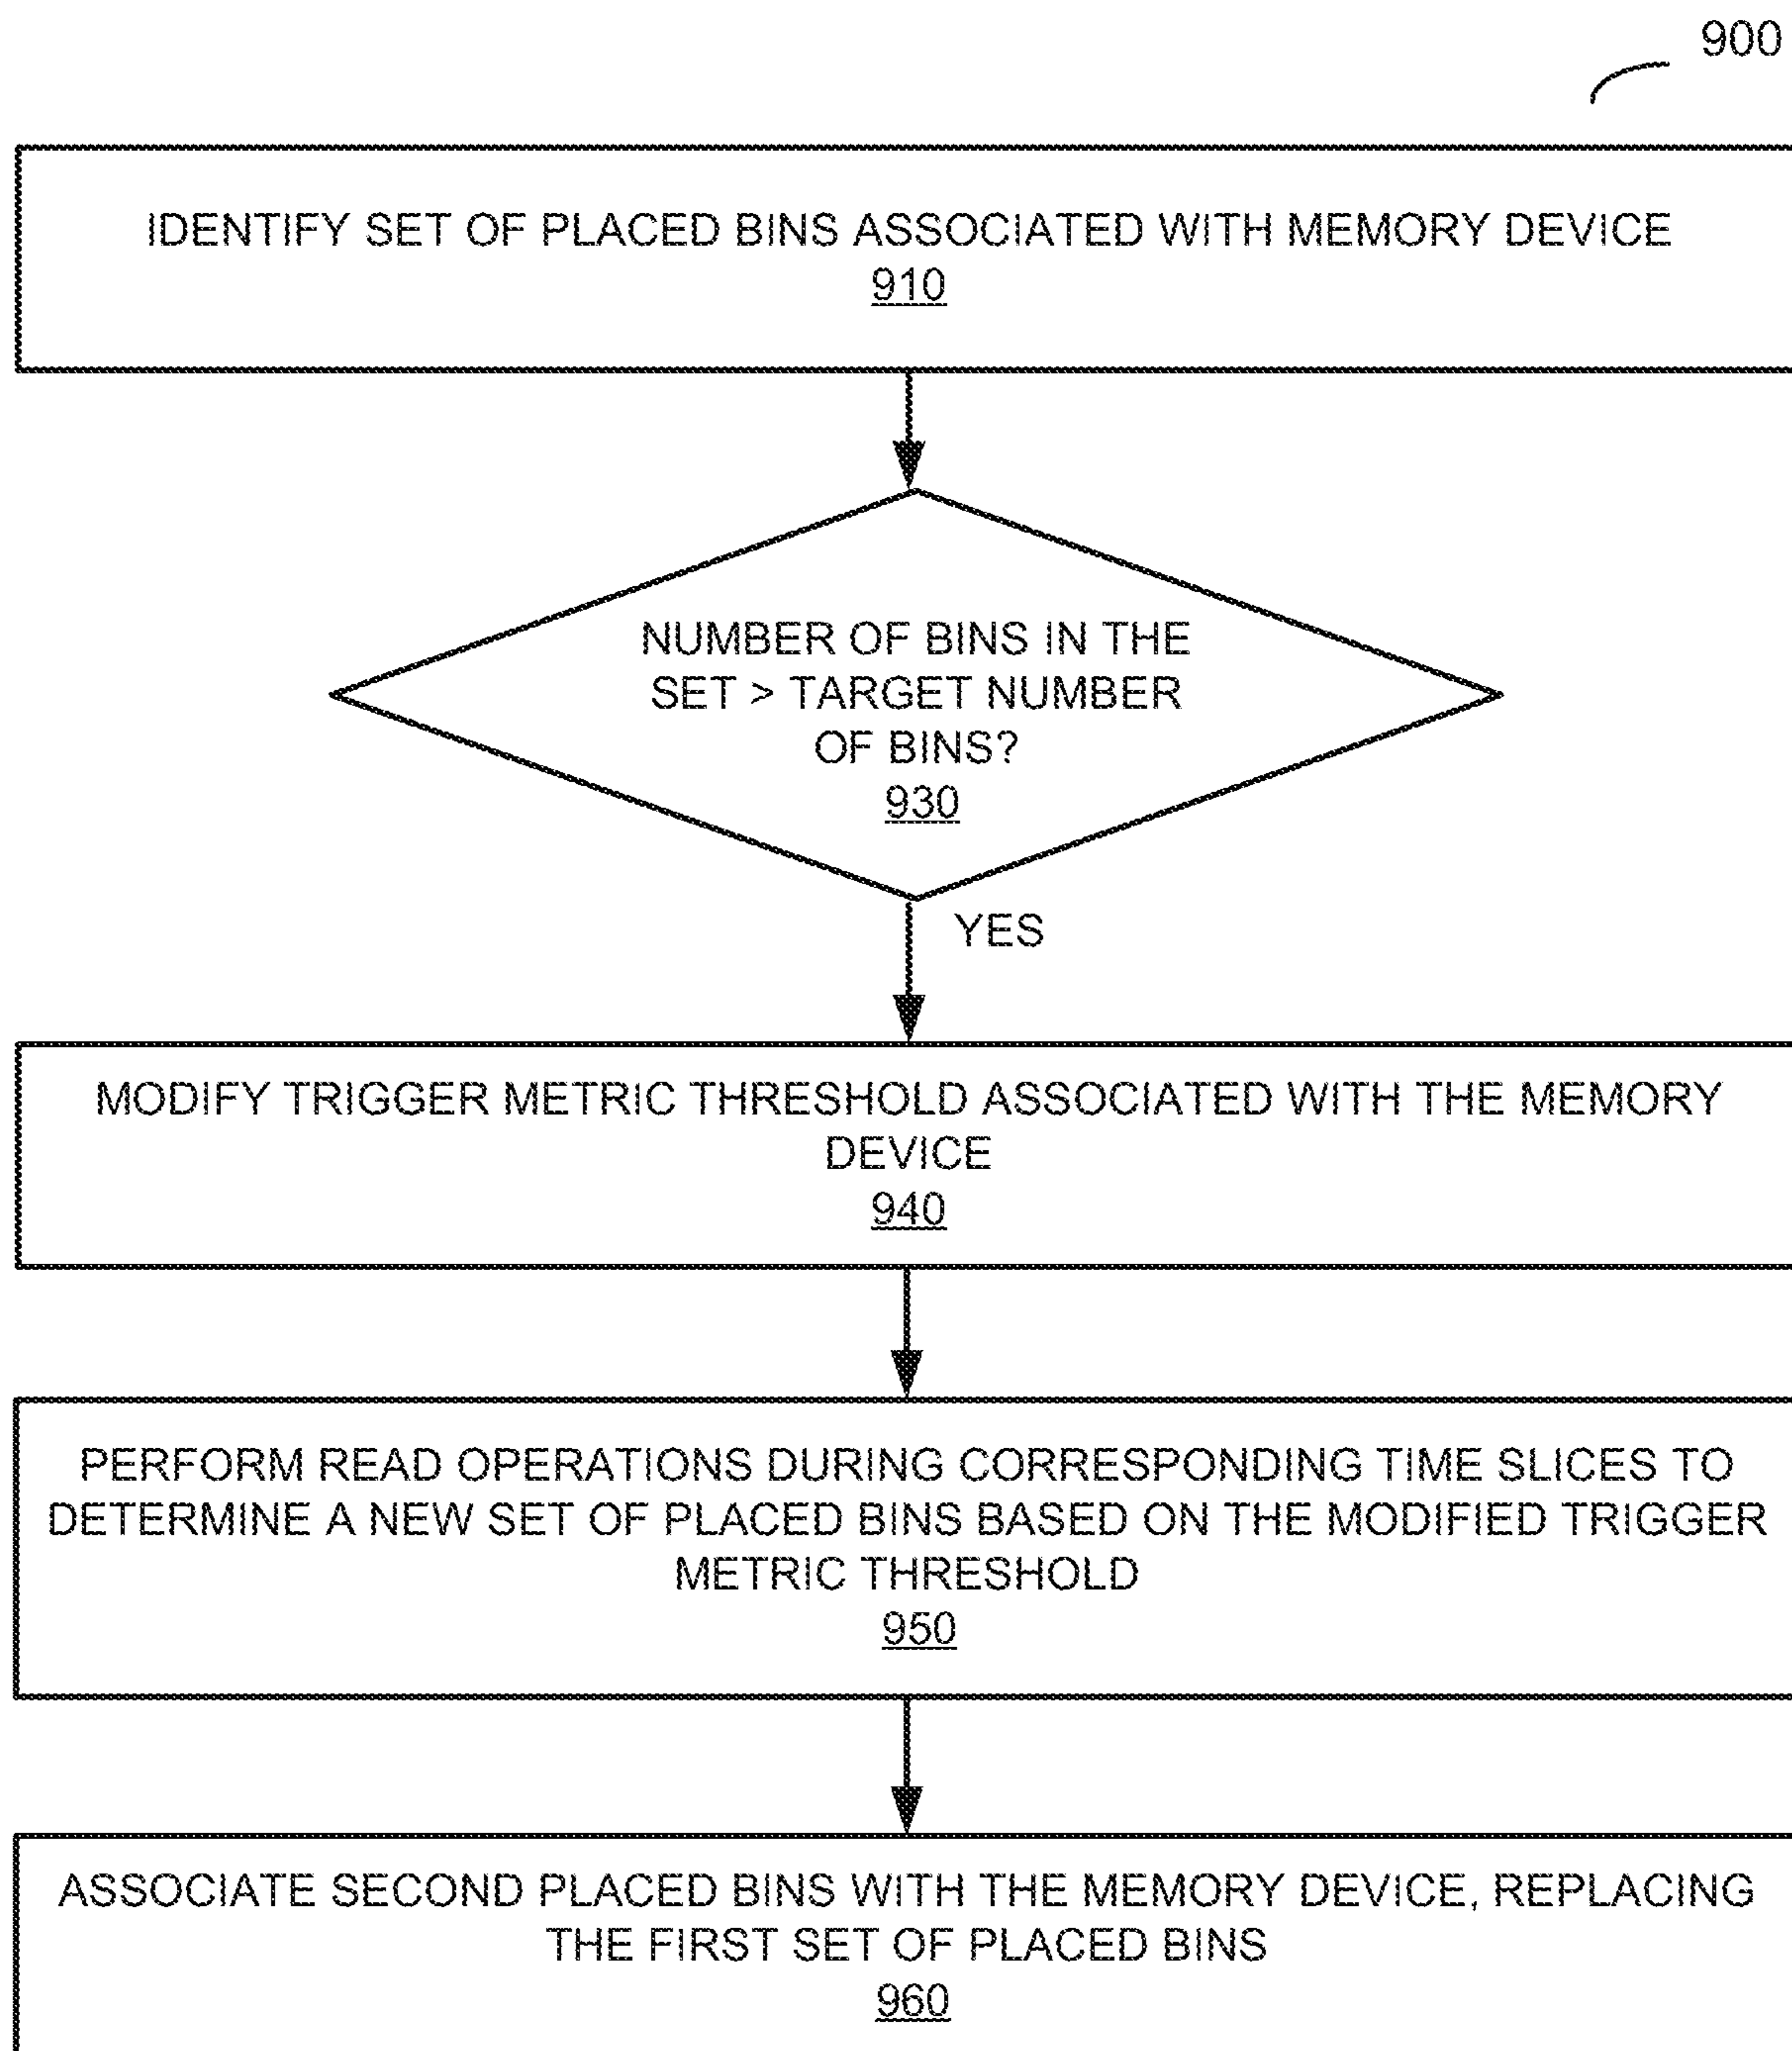 900
IDENTIFY SET OF PLACED BINS ASSOCIATED WITH MEMORY DEVICE
910
NUMBER OF BINS IN THE
SET > TARGET NUMBER
OF BINS?
930
YES
MODIFY TRIGGER METRIC THRESHOLD ASSOCIATED WITH THE MEMORY
DEVICE
940
PERFORM READ OPERATIONS DURING CORRESPONDING TIME SLICES TO
DETERMINE A NEW SET OF PLACED BINS BASED ON THE MODIFIED TRIGGER
METRIC THRESHOLD
950
ASSOCIATE SECOND PLACED BINS WITH THE MEMORY DEVICE, REPLACING
THE FIRST SET OF PLACED BINS
960